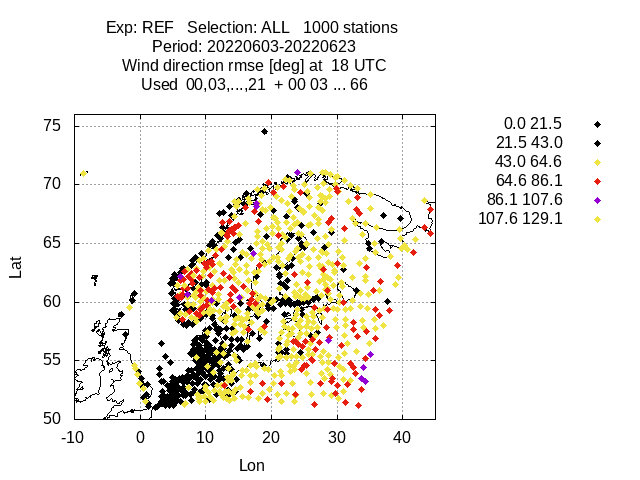 Exp: REF Selection: ALL 1000 stations
Period: 20220603-20220623
Wind direction rmse [deg] at 18 UTC
Used 00,03,...,21 + 00 03 ... 66
0.0 21.5
21.5 43.0
43.0 64.6
64.6 86.1
86.1 107.6
107.6 129.1
75
70
65
60
55
50
Lat
-10 0 10 20 30 40
Lon